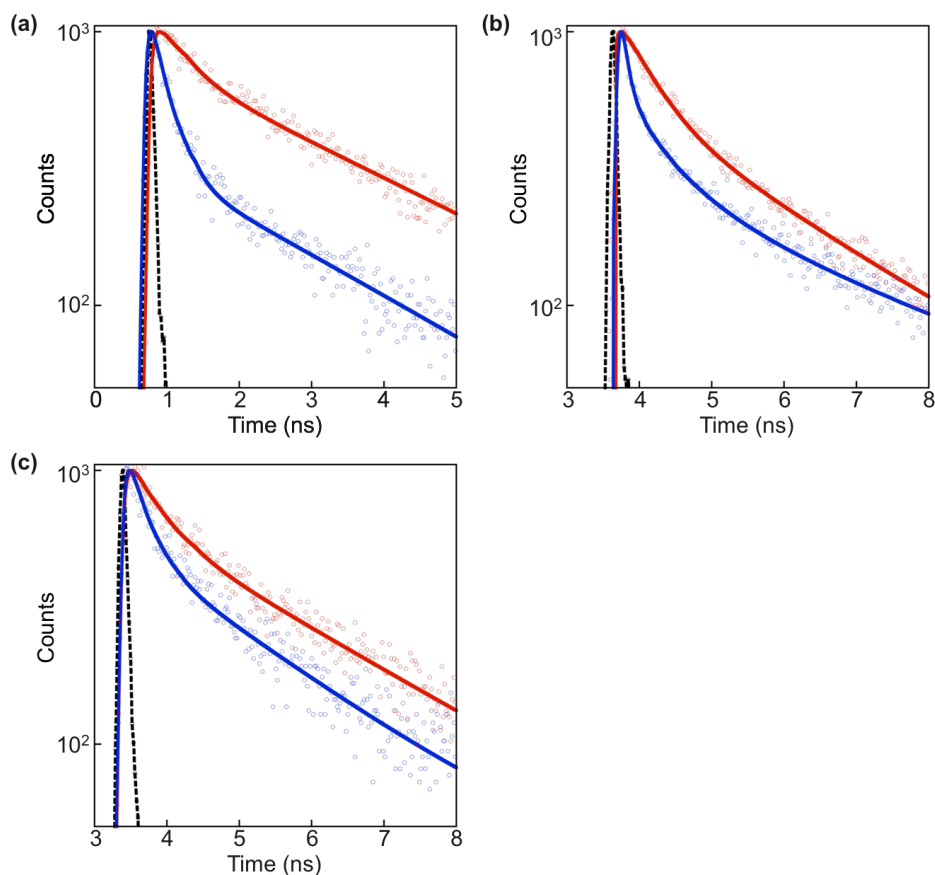 (a)
10³
Counts
10²
0 1 2 3 4 5
Time (ns)
(b)
10³
Counts
10²
3 4 5 6 7 8
Time (ns)
(c)
10³
Counts
10²
3 4 5 6 7 8
Time (ns)